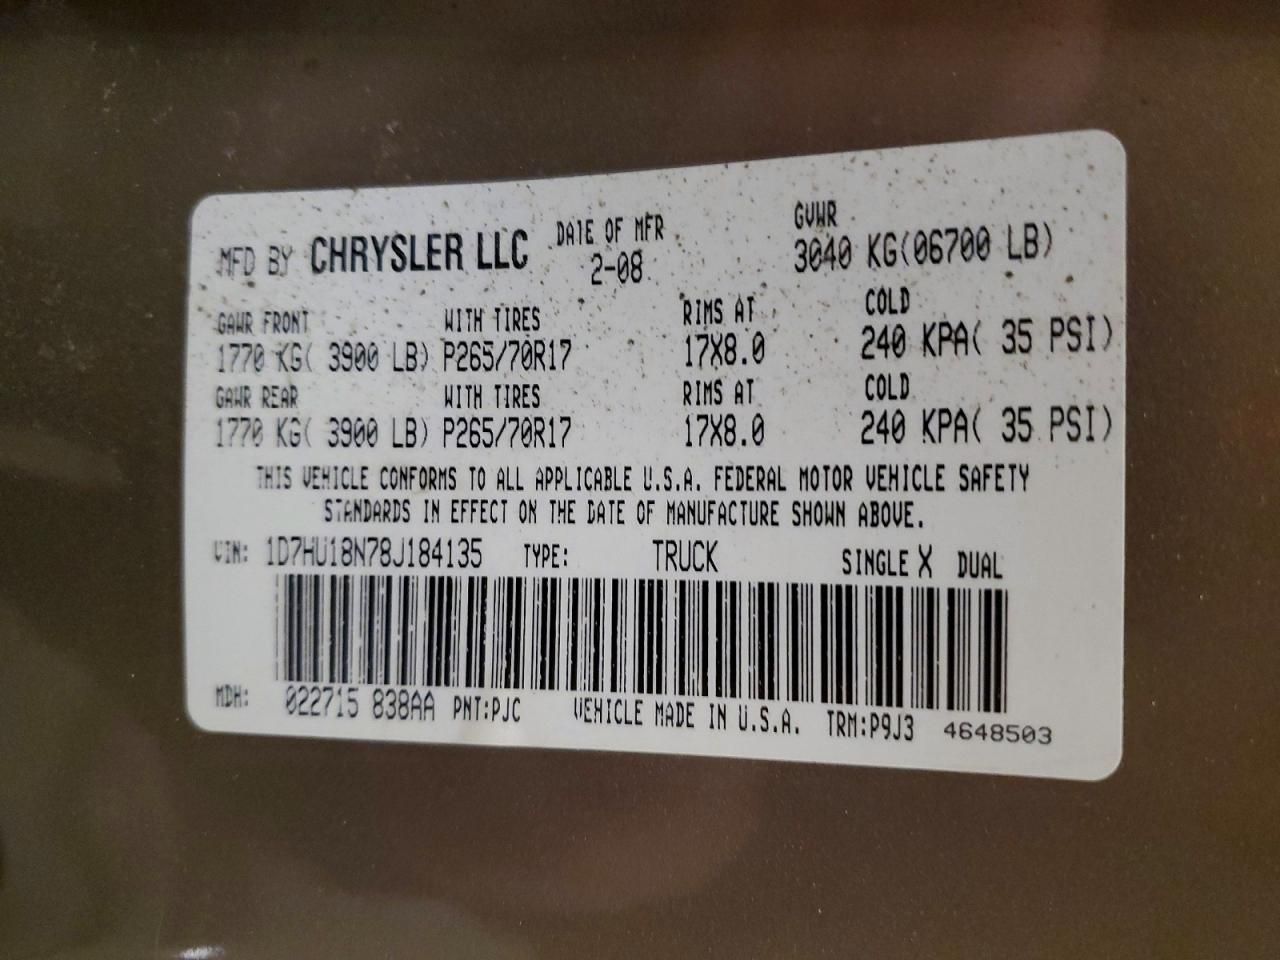 MFD BY CHRYSLER LLC DATE OF MFR 2-08 GVWR 3040 KG(06700 LB)
GAWR FRONT WITH TIRES RIMS AT COLD
1770 KG( 3900 LB) P265/70R17 17X8.0 240 KPA( 35 PSI)
GAWR REAR WITH TIRES RIMS AT COLD
1770 KG( 3900 LB) P265/70R17 17X8.0 240 KPA( 35 PSI)
THIS VEHICLE CONFORMS TO ALL APPLICABLE U.S.A. FEDERAL MOTOR VEHICLE SAFETY
STANDARDS IN EFFECT ON THE DATE OF MANUFACTURE SHOWN ABOVE.
VIN: 1D7HU18N78J184135 TYPE: TRUCK SINGLE X DUAL
MDH: 022715 838AA PNT:PJC VEHICLE MADE IN U.S.A. TRM:P9J3 4648503